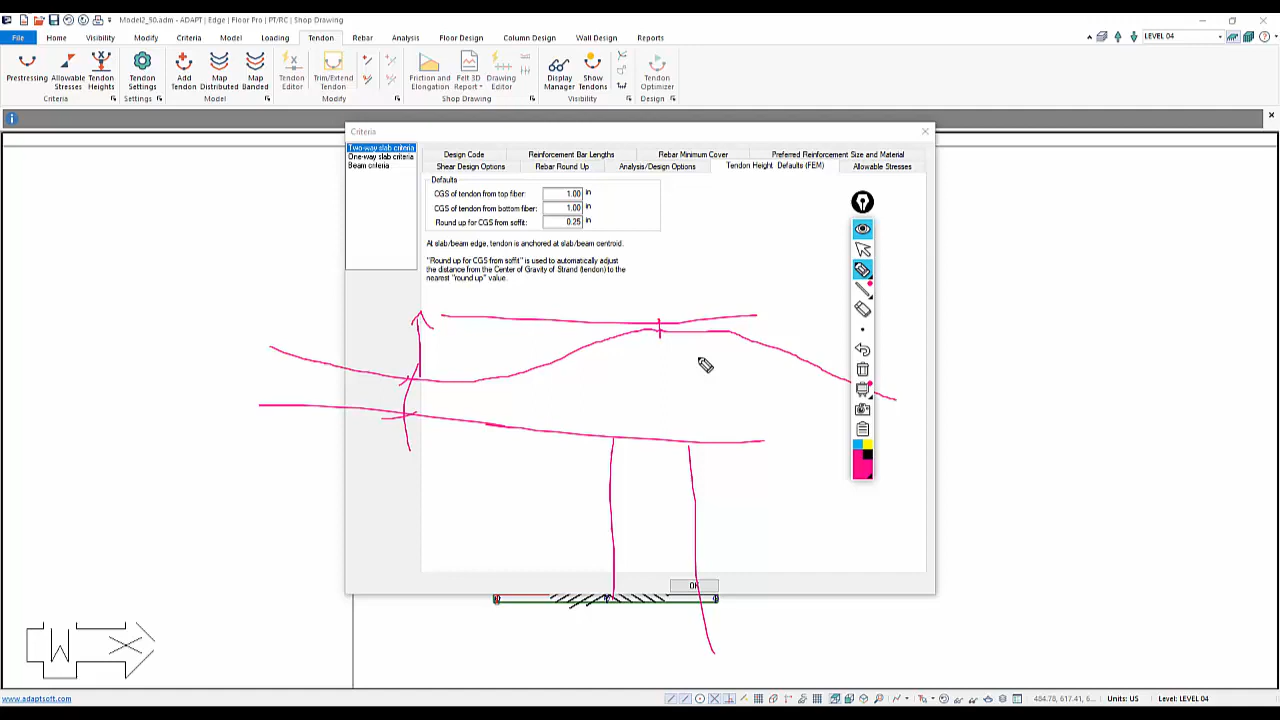 Model2_50.adm - ADAPT | Edge | Floor Pro | PT/RC | Shop Drawing
File Home Visibility Modify Criteria Model Loading Tendon Rebar Analysis Floor Design Column Design Wall Design Reports LEVEL 04
Prestressing Allowable Stresses Tendon Heights Tendon Settings Add Tendon Map Distributed Map Banded Tendon Editor Trim/Extend Tendon Friction and Elongation Felt 3D Report Drawing Editor Display Manager Show Tendons Tendon Optimizer
Criteria Settings Model Modify Shop Drawing Visibility Design
Criteria
Two-way slab criteria
One-way slab criteria
Beam criteria
Design Code Reinforcement Bar Lengths Rebar Minimum Cover Preferred Reinforcement Size and Material
Shear Design Options Rebar Round Up Analysis/Design Options Tendon Height Defaults (FEM) Allowable Stresses
Defaults
CGS of tendon from top fiber: 1.00 in
CGS of tendon from bottom fiber: 1.00 in
Round up for CGS from soffit: 0.25 in
At slab/beam edge, tendon is anchored at slab/beam centroid.
"Round up for CGS from soffit" is used to automatically adjust
the distance from the Center of Gravity of Strand (tendon) to the
nearest "round up" value.
OK
www.adaptsoft.com
484.78, 617.41, 6... Units: US Level: LEVEL 04